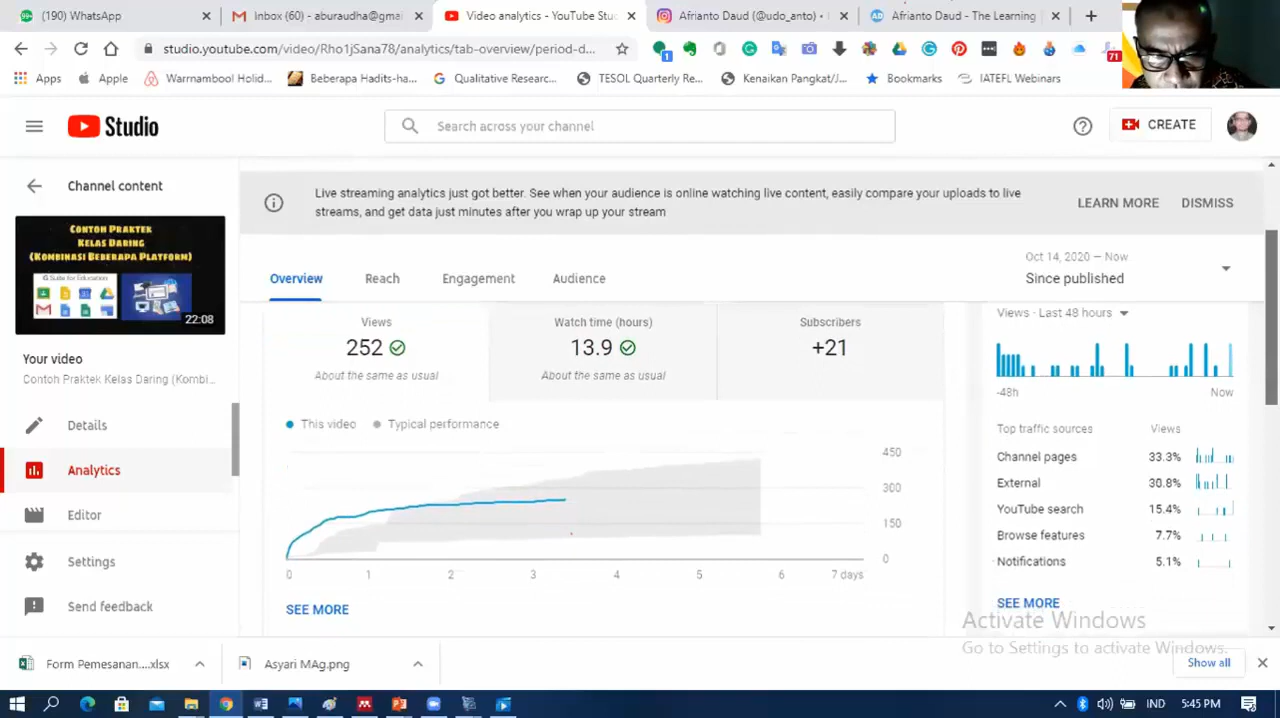 (190) WhatsApp
Inbox (60) - aburaudha@gmai
Video analytics - YouTube Stu
Afrianto Daud (@udo_anto) •
Afrianto Daud - The Learning
studio.youtube.com/video/Rho1jSana78/analytics/tab-overview/period-d...
1
71
Apps
Apple
Warrnambool Holid...
Beberapa Hadits-ha...
Qualitative Researc...
TESOL Quarterly Re...
Kenaikan Pangkat/J...
Bookmarks
IATEFL Webinars
Studio
Search across your channel
CREATE
Channel content
CONTOH PRAKTEK
KELAS DARING
(KOMBINASI BEBERAPA PLATFORM)
G Suite for Education
22:08
Your video
Contoh Praktek Kelas Daring (Kombi...
Details
Analytics
Editor
Settings
Send feedback
Live streaming analytics just got better. See when your audience is online watching live content, easily compare your uploads to live
streams, and get data just minutes after you wrap up your stream
LEARN MORE
DISMISS
Overview
Reach
Engagement
Audience
Oct 14, 2020 – Now
Since published
Views
252
About the same as usual
Watch time (hours)
13.9
About the same as usual
Subscribers
+21
This video
Typical performance
450
300
150
0
0 1 2 3 4 5 6 7 days
SEE MORE
Views · Last 48 hours
-48h
Now
Top traffic sources
Views
Channel pages 33.3%
External 30.8%
YouTube search 15.4%
Browse features 7.7%
Notifications 5.1%
SEE MORE
Activate Windows
Go to Settings to activate Windows.
Form Pemesanan....xlsx
Asyari MAg.png
Show all
IND
5:45 PM